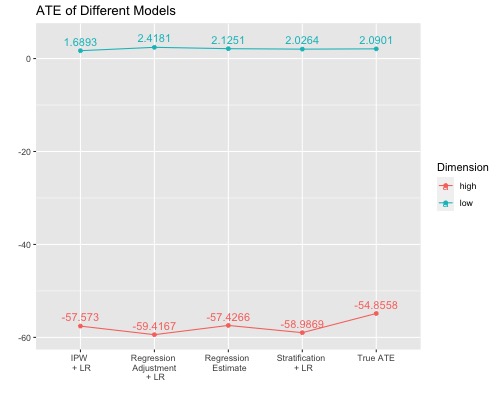 ATE of Different Models
1.6893 2.4181 2.1251 2.0264 2.0901
0
-20
-40
-60
-57.573 -59.4167 -57.4266 -58.9869 -54.8558
IPW
+ LR
Regression
Adjustment
+ LR
Regression
Estimate
Stratification
+ LR
True ATE
Dimension
high
low